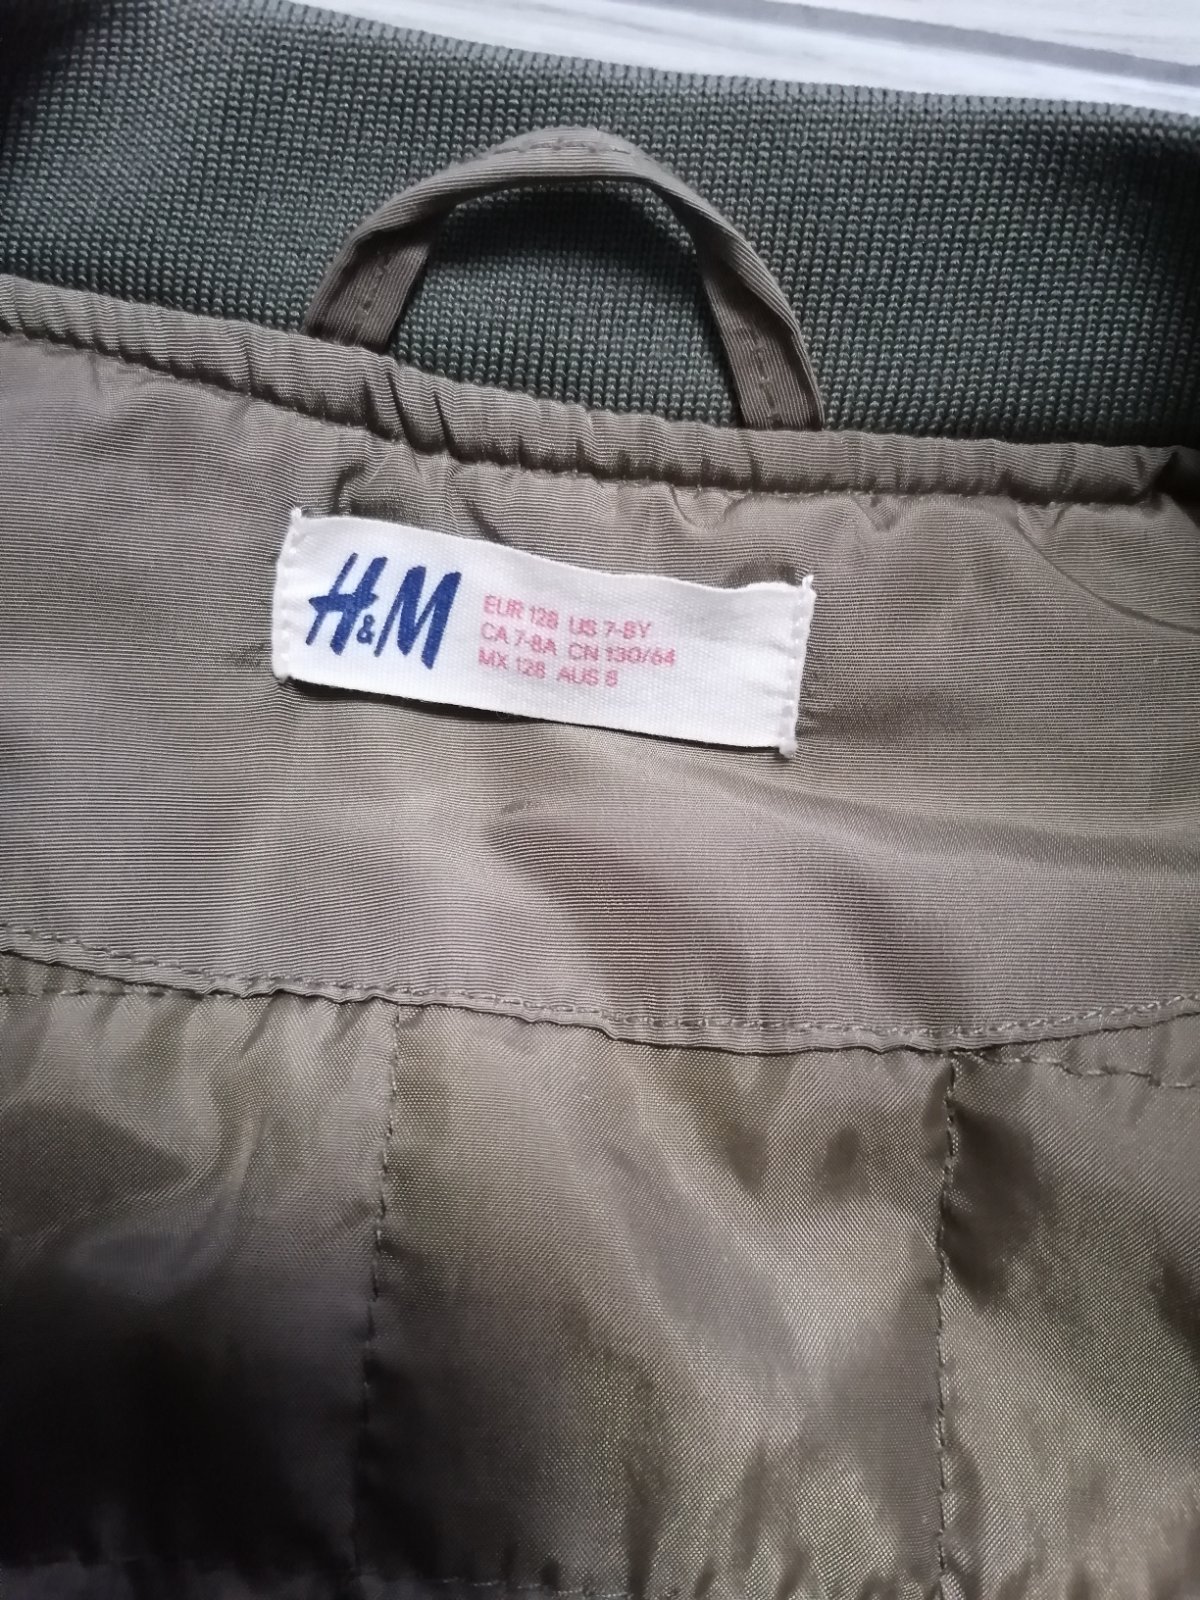 H&M
EUR 128 US 7-8Y
CA 7-8A CN 130/64
MX 128 AUS 8